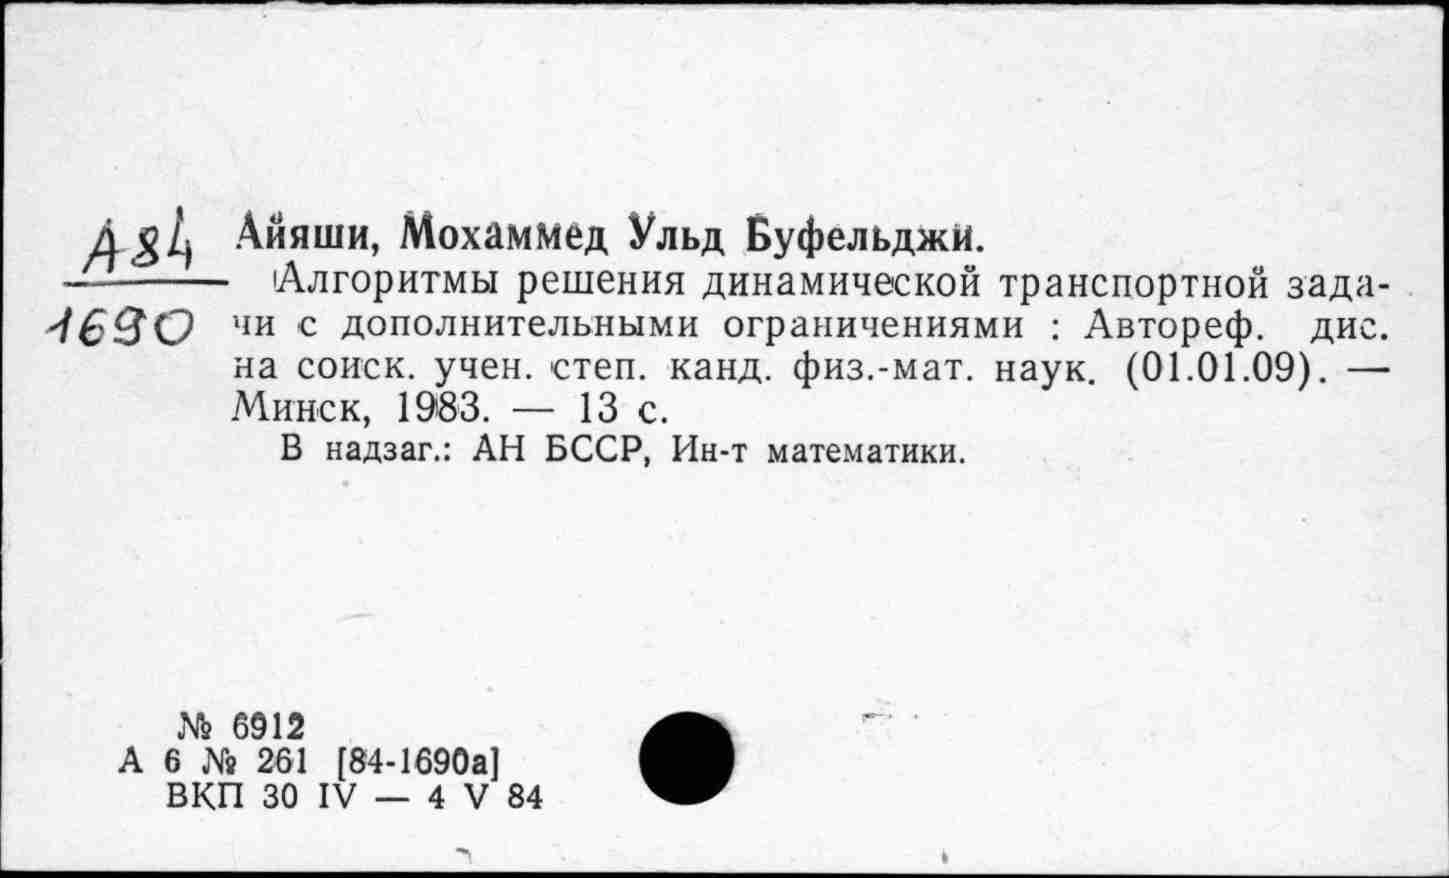 А84 Айяши, Мохаммед Ульд Буфельджи.
Алгоритмы решения динамической транспортной зада-
1690 чи с дополнительными ограничениями : Автореф. дис.
на соиск. учен. степ. канд. физ.-мат. наук. (01.01.09). —
Минск, 1983. — 13 с.
В надзаг.: АН БССР, Ин-т математики.
№ 6912
А 6 № 261 [84-1690а]
ВКП 30 IV — 4 V 84